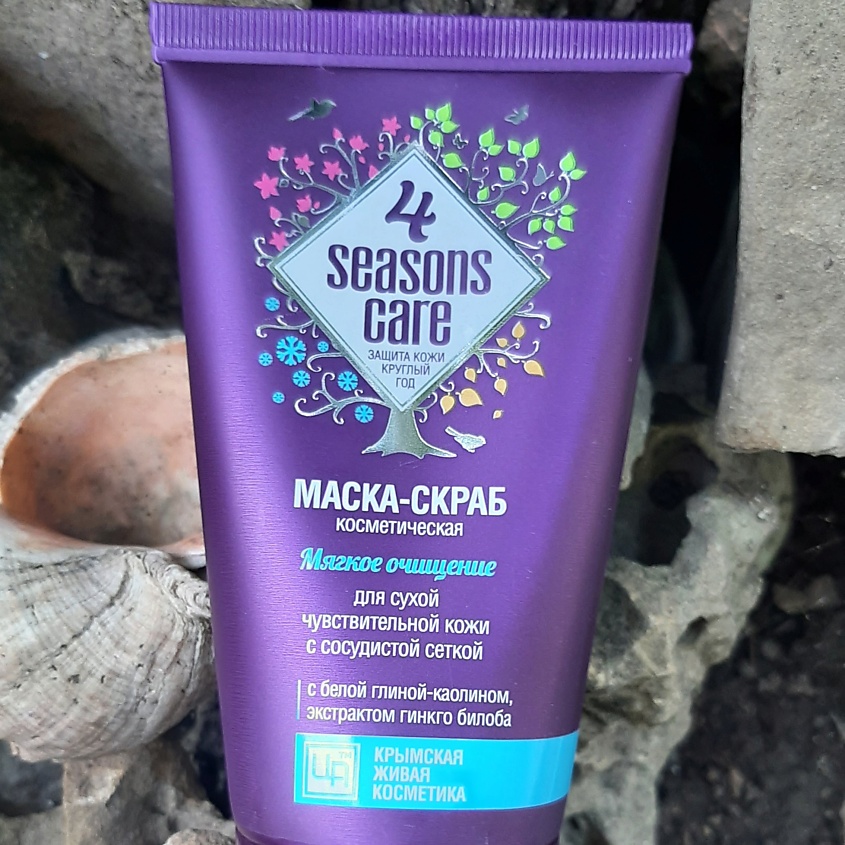 4
seasons
care
ЗАЩИТА КОЖИ
КРУГЛЫЙ
ГОД
МАСКА-СКРАБ
косметическая
Мягкое очищение
для сухой
чувствительной кожи
с сосудистой сеткой
с белой глиной-каолином,
экстрактом гинкго билоба
TM
КРЫМСКАЯ
ЖИВАЯ
КОСМЕТИКА